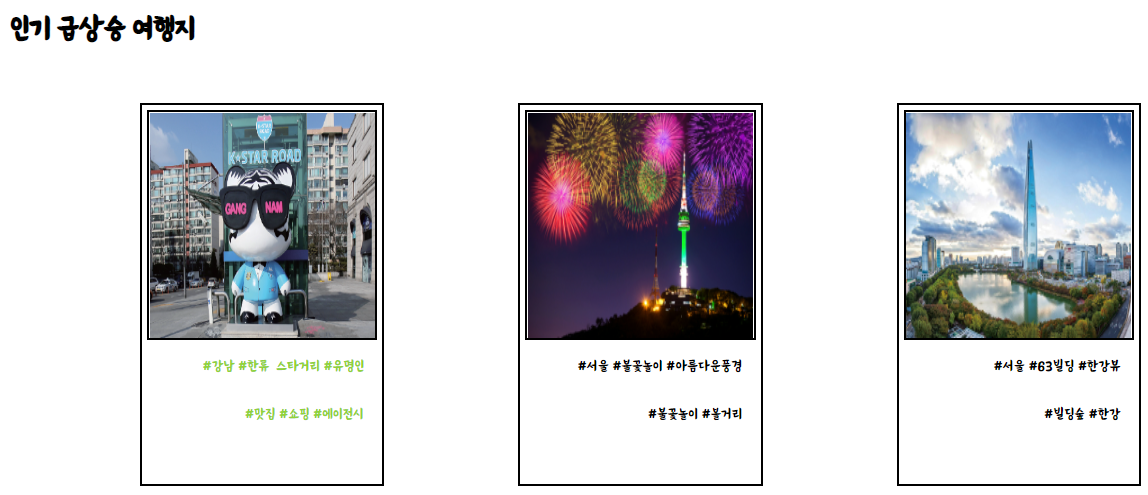 인기 급상승 여행지
K★STAR ROAD
GANG NAM
#강남 #한류 스타거리 #유명인
#맛집 #쇼핑 #에이전시
#서울 #불꽃놀이 #아름다운풍경
#불꽃놀이 #볼거리
#서울 #63빌딩 #한강뷰
#빌딩숲 #한강